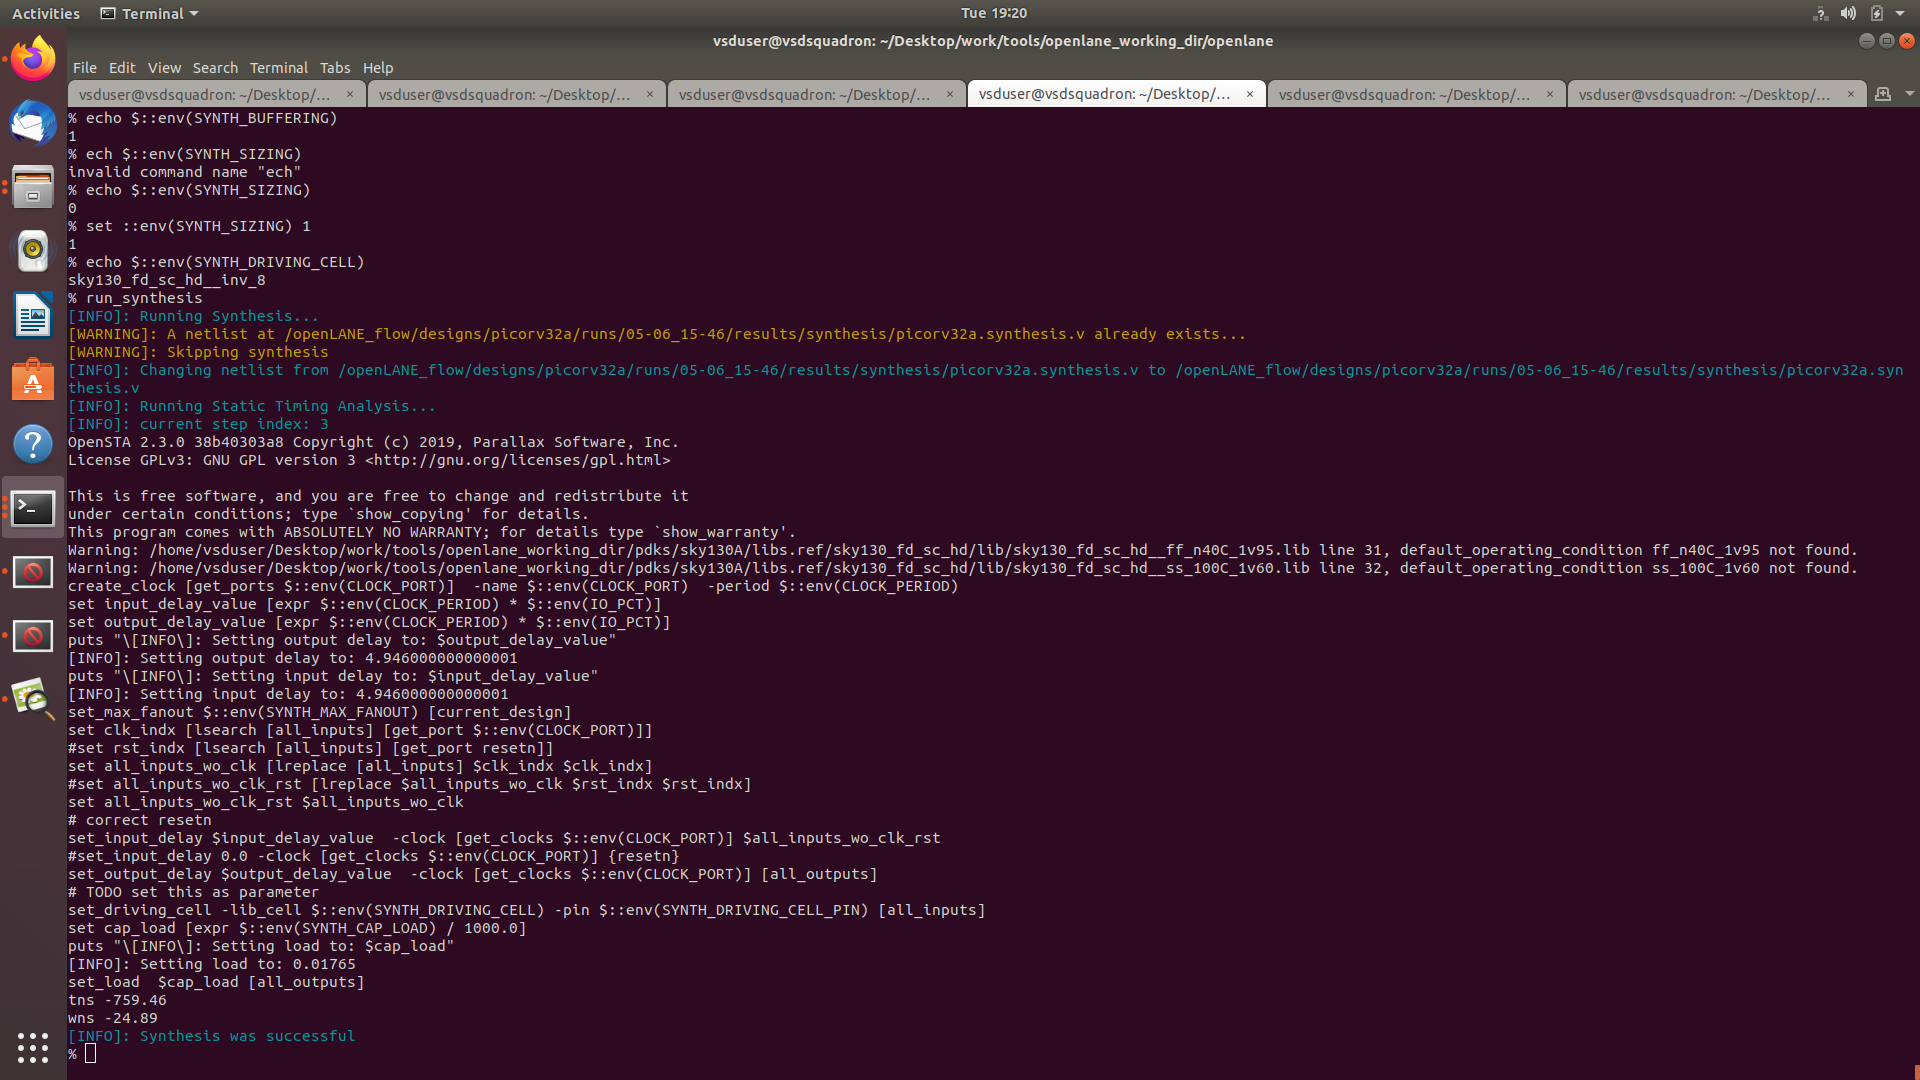 Activities
Terminal
Tue 19:20
vsduser@vsdsquadron: ~/Desktop/work/tools/openlane_working_dir/openlane
File Edit View Search Terminal Tabs Help
vsduser@vsdsquadron: ~/Desktop/... × vsduser@vsdsquadron: ~/Desktop/... × vsduser@vsdsquadron: ~/Desktop/... × vsduser@vsdsquadron: ~/Desktop/... × vsduser@vsdsquadron: ~/Desktop/... × vsduser@vsdsquadron: ~/Desktop/... ×
% echo $::env(SYNTH_BUFFERING)
1
% ech $::env(SYNTH_SIZING)
invalid command name "ech"
% echo $::env(SYNTH_SIZING)
0
% set ::env(SYNTH_SIZING) 1
1
% echo $::env(SYNTH_DRIVING_CELL)
sky130_fd_sc_hd__inv_8
% run_synthesis
[INFO]: Running Synthesis...
[WARNING]: A netlist at /openLANE_flow/designs/picorv32a/runs/05-06_15-46/results/synthesis/picorv32a.synthesis.v already exists...
[WARNING]: Skipping synthesis
[INFO]: Changing netlist from /openLANE_flow/designs/picorv32a/runs/05-06_15-46/results/synthesis/picorv32a.synthesis.v to /openLANE_flow/designs/picorv32a/runs/05-06_15-46/results/synthesis/picorv32a.syn
thesis.v
[INFO]: Running Static Timing Analysis...
[INFO]: current step index: 3
OpenSTA 2.3.0 38b40303a8 Copyright (c) 2019, Parallax Software, Inc.
License GPLv3: GNU GPL version 3 <http://gnu.org/licenses/gpl.html>
This is free software, and you are free to change and redistribute it
under certain conditions; type `show_copying' for details.
This program comes with ABSOLUTELY NO WARRANTY; for details type `show_warranty'.
Warning: /home/vsduser/Desktop/work/tools/openlane_working_dir/pdks/sky130A/libs.ref/sky130_fd_sc_hd/lib/sky130_fd_sc_hd__ff_n40C_1v95.lib line 31, default_operating_condition ff_n40C_1v95 not found.
Warning: /home/vsduser/Desktop/work/tools/openlane_working_dir/pdks/sky130A/libs.ref/sky130_fd_sc_hd/lib/sky130_fd_sc_hd__ss_100C_1v60.lib line 32, default_operating_condition ss_100C_1v60 not found.
create_clock [get_ports $::env(CLOCK_PORT)]  -name $::env(CLOCK_PORT)  -period $::env(CLOCK_PERIOD)
set input_delay_value [expr $::env(CLOCK_PERIOD) * $::env(IO_PCT)]
set output_delay_value [expr $::env(CLOCK_PERIOD) * $::env(IO_PCT)]
puts "\[INFO\]: Setting output delay to: $output_delay_value"
[INFO]: Setting output delay to: 4.946000000000001
puts "\[INFO\]: Setting input delay to: $input_delay_value"
[INFO]: Setting input delay to: 4.946000000000001
set_max_fanout $::env(SYNTH_MAX_FANOUT) [current_design]
set clk_indx [lsearch [all_inputs] [get_port $::env(CLOCK_PORT)]]
#set rst_indx [lsearch [all_inputs] [get_port resetn]]
set all_inputs_wo_clk [lreplace [all_inputs] $clk_indx $clk_indx]
#set all_inputs_wo_clk_rst [lreplace $all_inputs_wo_clk $rst_indx $rst_indx]
set all_inputs_wo_clk_rst $all_inputs_wo_clk
# correct resetn
set_input_delay $input_delay_value  -clock [get_clocks $::env(CLOCK_PORT)] $all_inputs_wo_clk_rst
#set_input_delay 0.0 -clock [get_clocks $::env(CLOCK_PORT)] {resetn}
set_output_delay $output_delay_value  -clock [get_clocks $::env(CLOCK_PORT)] [all_outputs]
# TODO set this as parameter
set_driving_cell -lib_cell $::env(SYNTH_DRIVING_CELL) -pin $::env(SYNTH_DRIVING_CELL_PIN) [all_inputs]
set cap_load [expr $::env(SYNTH_CAP_LOAD) / 1000.0]
puts "\[INFO\]: Setting load to: $cap_load"
[INFO]: Setting load to: 0.01765
set_load  $cap_load [all_outputs]
tns -759.46
wns -24.89
[INFO]: Synthesis was successful
%